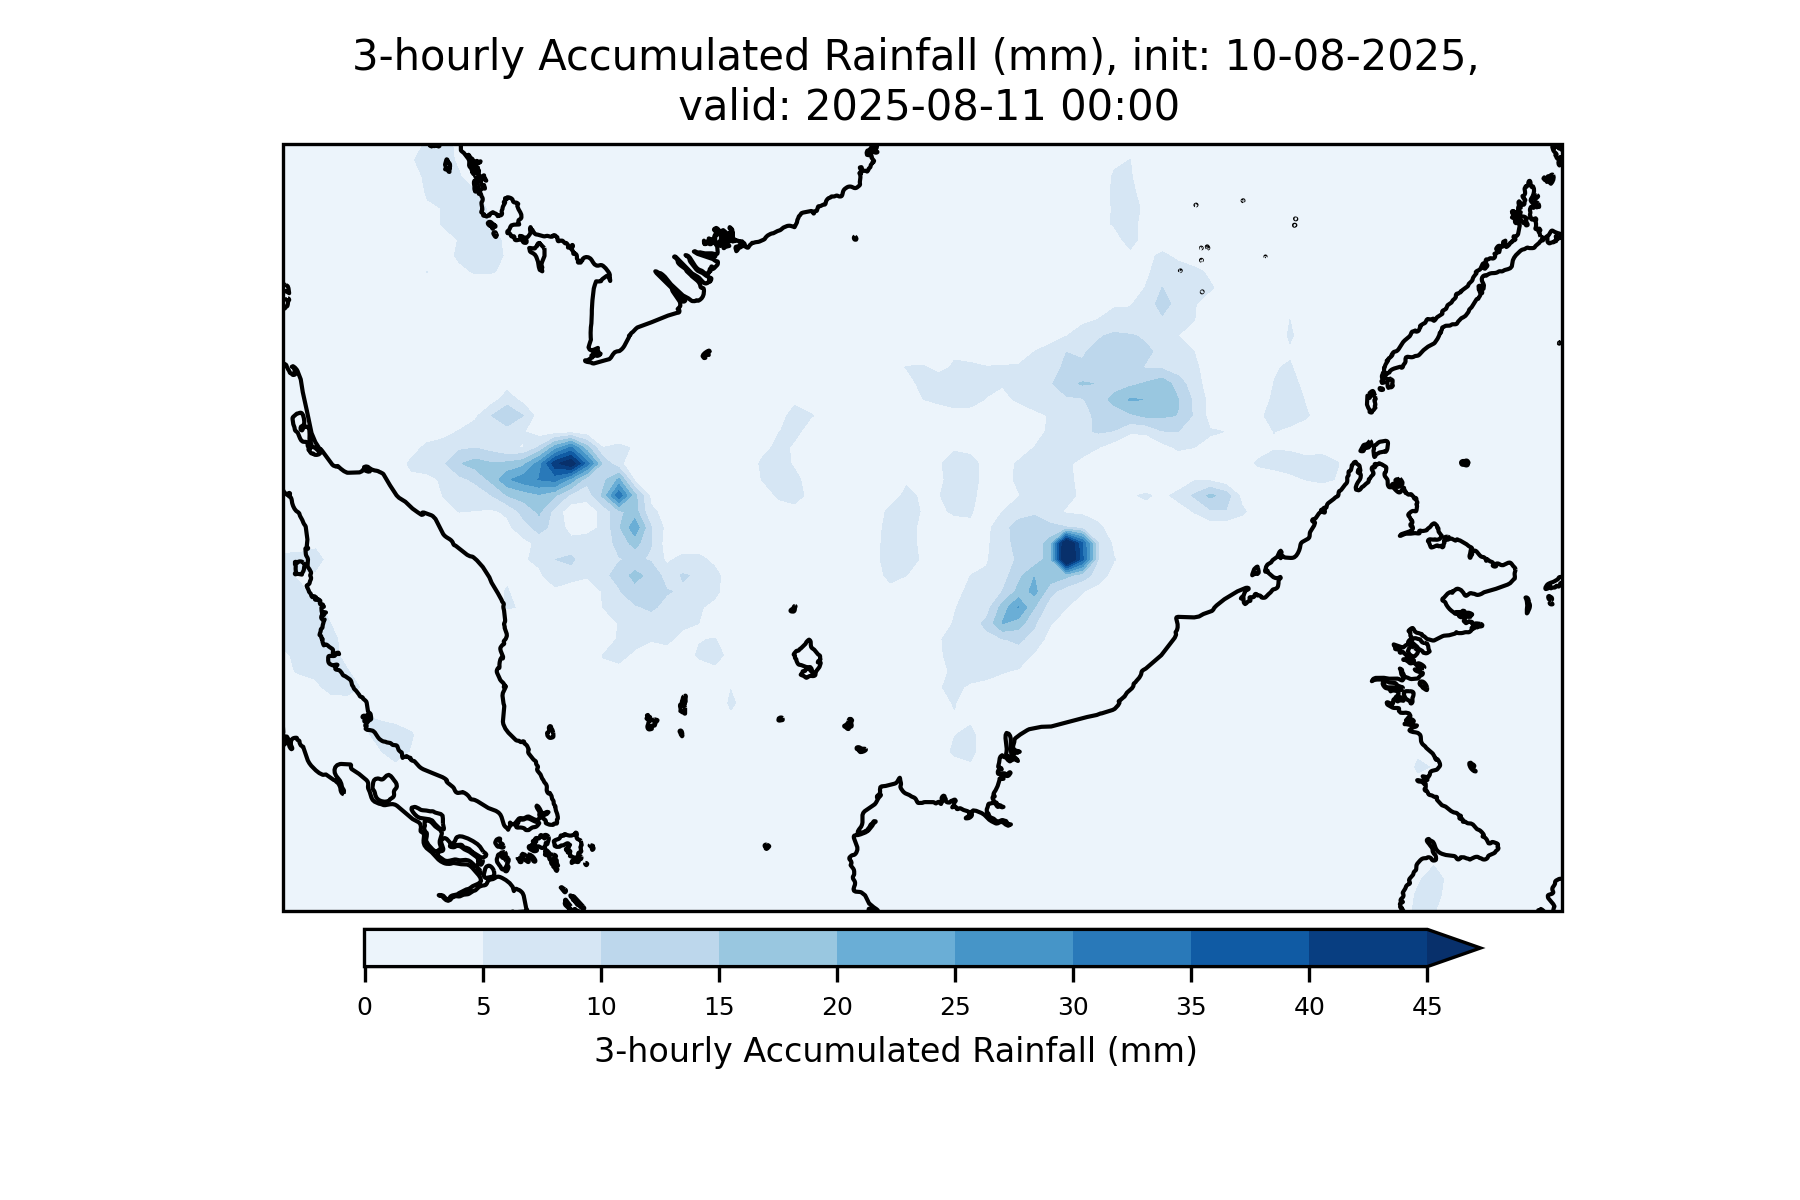 3-hourly Accumulated Rainfall (mm), init: 10-08-2025,
valid: 2025-08-11 00:00
0 5 10 15 20 25 30 35 40 45
3-hourly Accumulated Rainfall (mm)